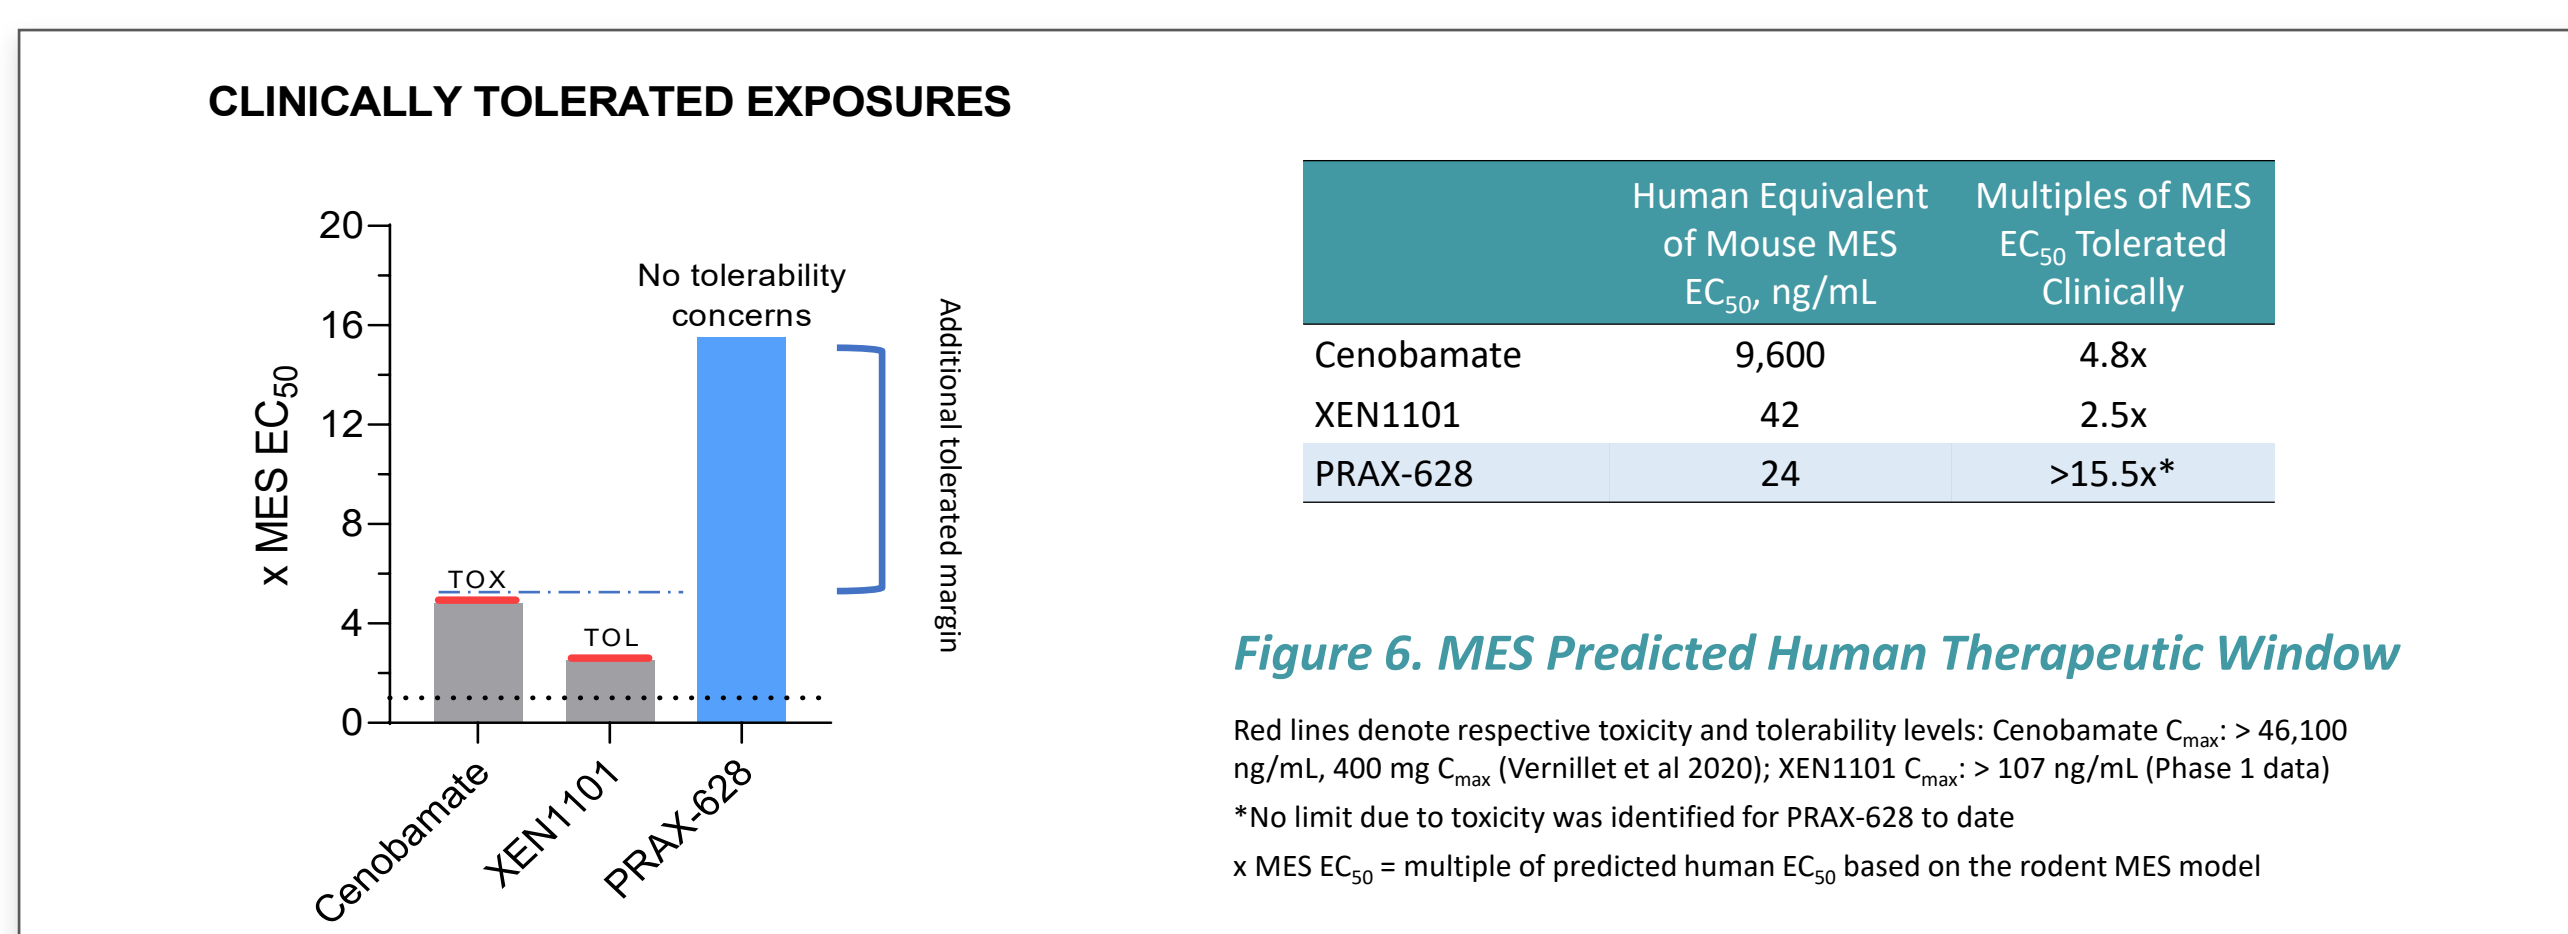 CLINICALLY TOLERATED EXPOSURES
20
16
12
8
4
0
x MES EC50
No tolerability
concerns
TOX
TOL
Additional tolerated margin
Cenobamate
XEN1101
PRAX-628
Human Equivalent
of Mouse MES
EC50, ng/mL
Multiples of MES
EC50 Tolerated
Clinically
Cenobamate 9,600 4.8x
XEN1101 42 2.5x
PRAX-628 24 >15.5x*
Figure 6. MES Predicted Human Therapeutic Window
Red lines denote respective toxicity and tolerability levels: Cenobamate Cmax: > 46,100
ng/mL, 400 mg Cmax (Vernillet et al 2020); XEN1101 Cmax: > 107 ng/mL (Phase 1 data)
*No limit due to toxicity was identified for PRAX-628 to date
x MES EC50 = multiple of predicted human EC50 based on the rodent MES model